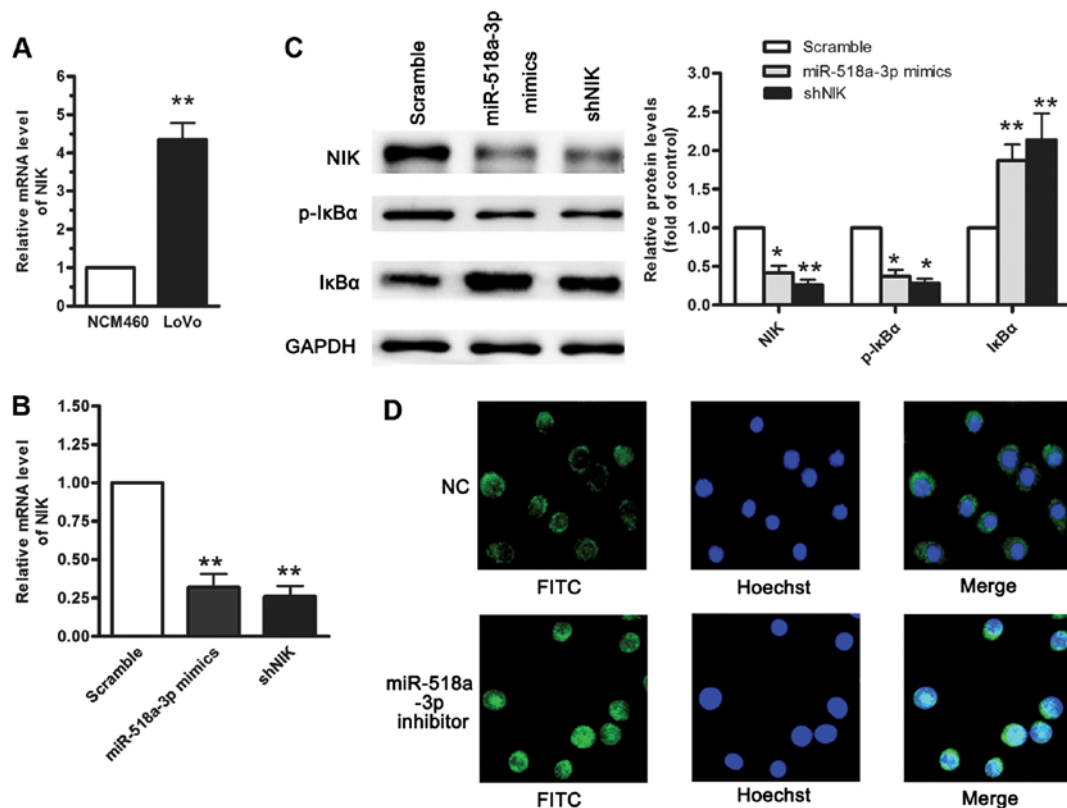 A
Relative mRNA level
of NIK
6
5
4
3
2
1
0
**
NCM460
LoVo
B
Relative mRNA level
of NIK
1.50
1.25
1.00
0.75
0.50
0.25
0.00
**
**
Scramble
miR-518a-3p mimics
shNIK
C
Scramble
miR-518a-3p
mimics
shNIK
NIK
p-IκBα
IκBα
GAPDH
Scramble
miR-518a-3p mimics
shNIK
Relative protein levels
(fold of control)
3.0
2.5
2.0
1.5
1.0
0.5
0.0
*
**
*
*
**
**
NIK
p-IκBα
IκBα
D
NC
FITC
Hoechst
Merge
miR-518a
-3p
inhibitor
FITC
Hoechst
Merge